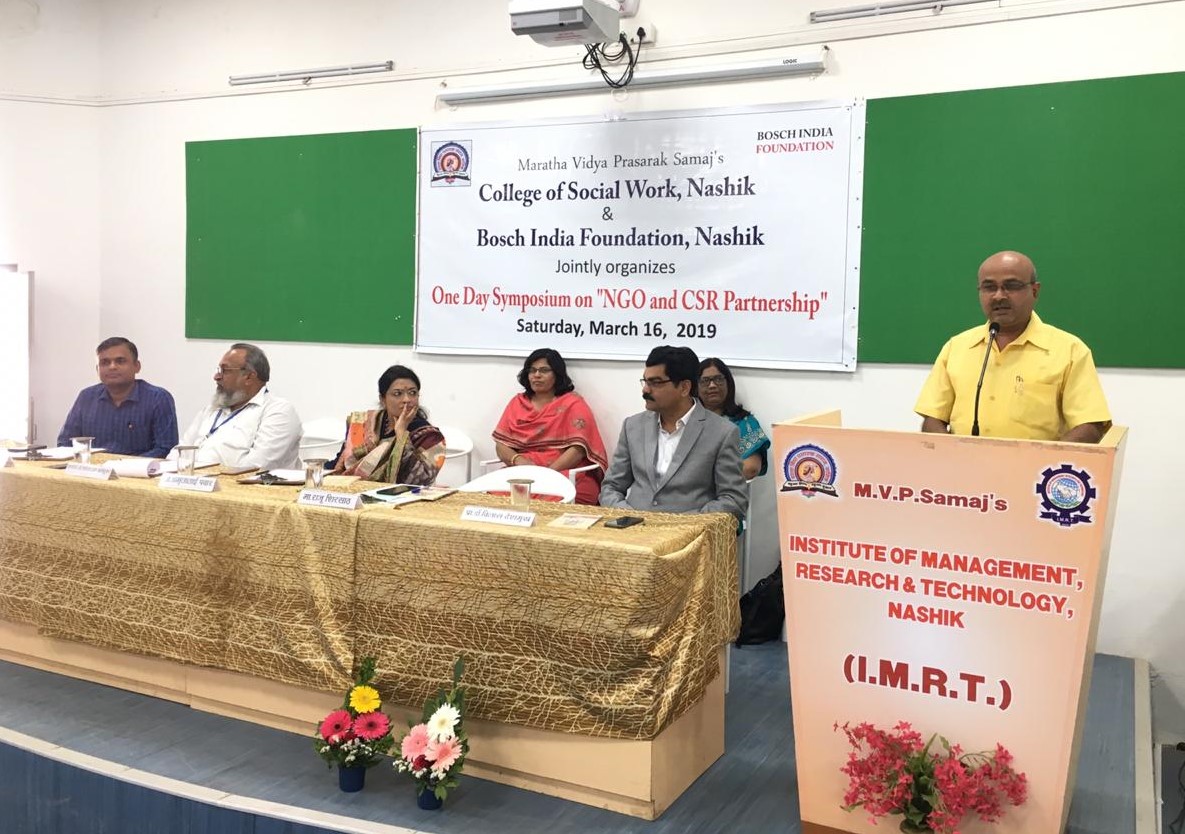 LOGIC
BOSCH INDIA
FOUNDATION
Maratha Vidya Prasarak Samaj's
College of Social Work, Nashik
&
Bosch India Foundation, Nashik
Jointly organizes
One Day Symposium on "NGO and CSR Partnership"
Saturday, March 16, 2019
मा.राजू शिरसाठ
प्रा.डॉ.विलास देशमुख
M.V.P.Samaj's
I.M.R.T.
INSTITUTE OF MANAGEMENT,
RESEARCH & TECHNOLOGY,
NASHIK
(I.M.R.T.)